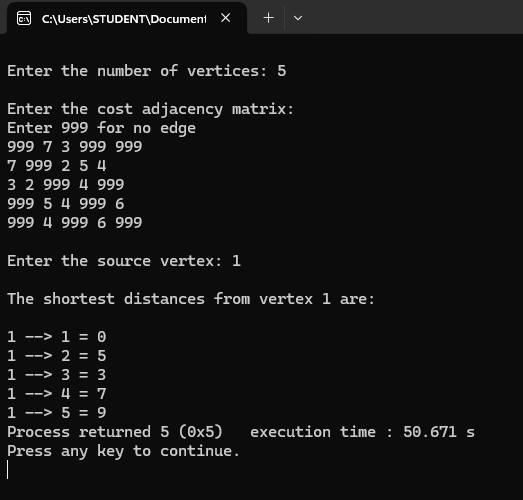 C:\Users\STUDENT\Document
Enter the number of vertices: 5
Enter the cost adjacency matrix:
Enter 999 for no edge
999 7 3 999 999
7 999 2 5 4
3 2 999 4 999
999 5 4 999 6
999 4 999 6 999
Enter the source vertex: 1
The shortest distances from vertex 1 are:
1 --> 1 = 0
1 --> 2 = 5
1 --> 3 = 3
1 --> 4 = 7
1 --> 5 = 9
Process returned 5 (0x5)   execution time : 50.671 s
Press any key to continue.